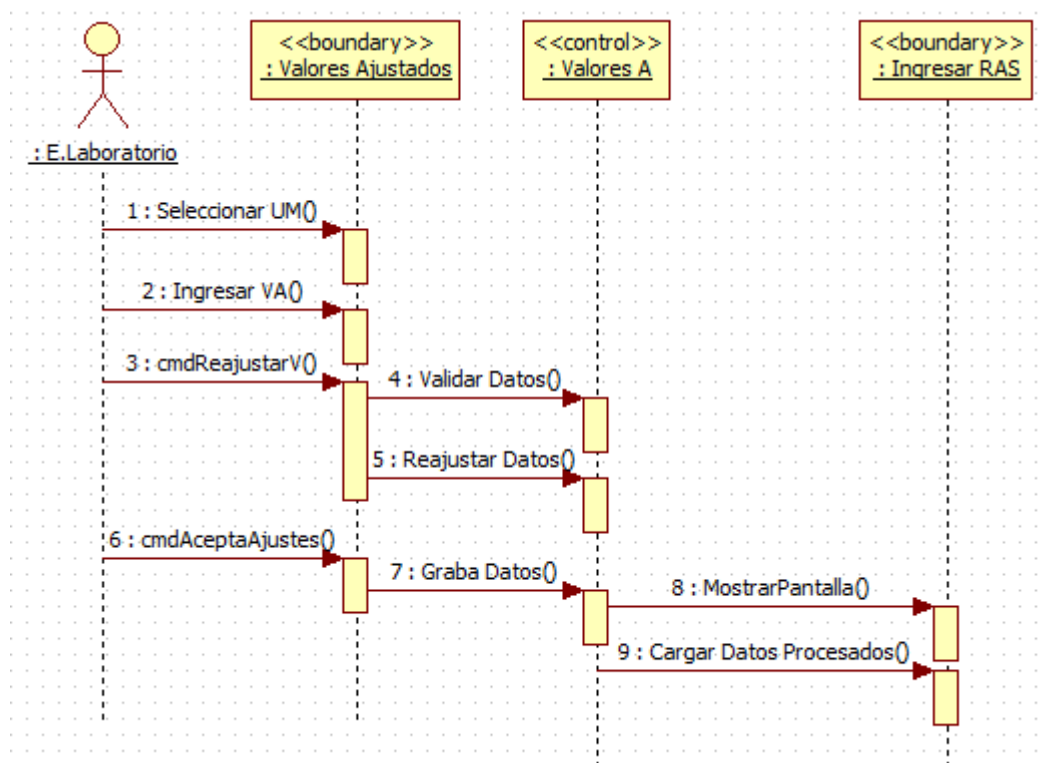 <<boundary>>
: Valores Ajustados
<<control>>
: Valores A
<<boundary>>
: Ingresar RAS
: E.Laboratorio
1 : Seleccionar UM()
2 : Ingresar VA()
3 : cmdReajustarV()
4 : Validar Datos()
5 : Reajustar Datos()
6 : cmdAceptaAjustes()
7 : Graba Datos()
8 : MostrarPantalla()
9 : Cargar Datos Procesados()